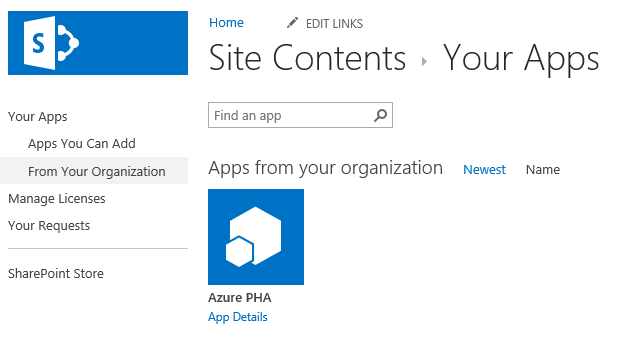 Home EDIT LINKS
Site Contents ▸ Your Apps
Your Apps
Apps You Can Add
From Your Organization
Manage Licenses
Your Requests
SharePoint Store
Find an app
Apps from your organization Newest Name
Azure PHA
App Details